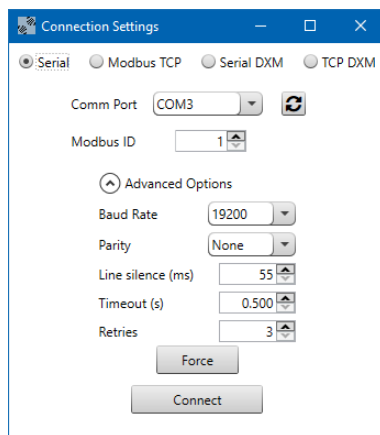 Connection Settings
Serial Modbus TCP Serial DXM TCP DXM
Comm Port COM3
Modbus ID 1
Advanced Options
Baud Rate 19200
Parity None
Line silence (ms) 55
Timeout (s) 0.500
Retries 3
Force
Connect